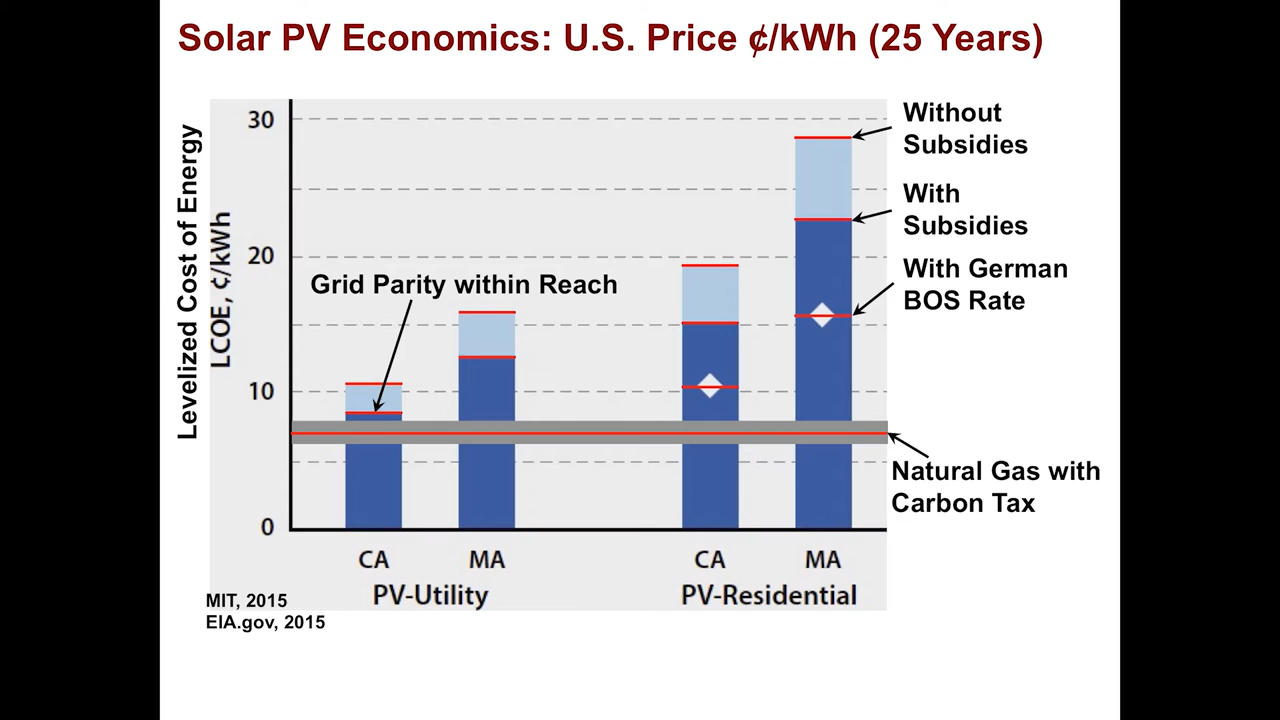 Solar PV Economics: U.S. Price ¢/kWh (25 Years)
Levelized Cost of Energy
LCOE, ¢/kWh
30
20
10
0
Grid Parity within Reach
Without
Subsidies
With
Subsidies
With German
BOS Rate
Natural Gas with
Carbon Tax
CA
MA
CA
MA
PV-Utility
PV-Residential
MIT, 2015
EIA.gov, 2015